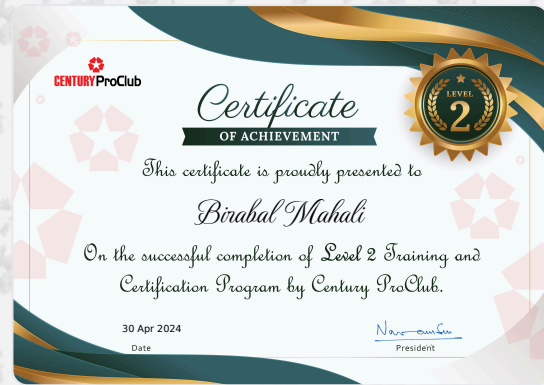 CENTURY ProClub
LEVEL
2
Certificate
OF ACHIEVEMENT
This certificate is proudly presented to
Birabal Mahali
On the successful completion of Level 2 Training and
Certification Program by Century ProClub.
30 Apr 2024
Date
President